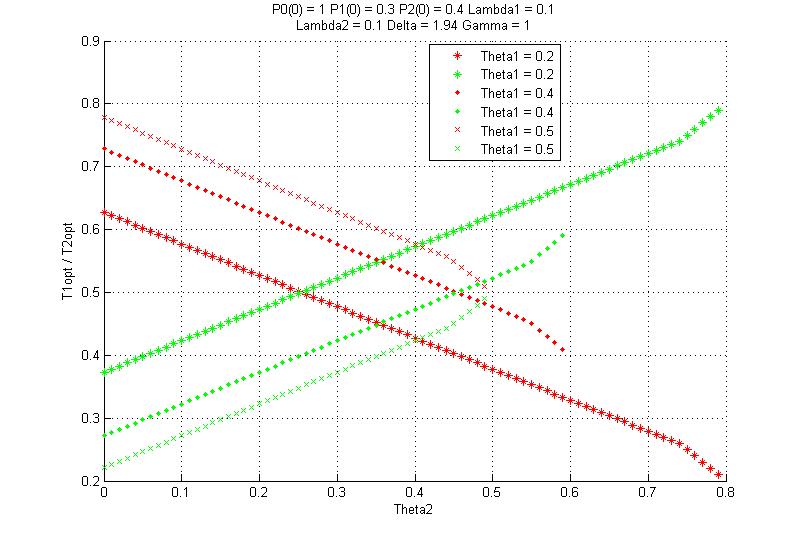 P0(0) = 1 P1(0) = 0.3 P2(0) = 0.4 Lambda1 = 0.1
Lambda2 = 0.1 Delta = 1.94 Gamma = 1
0.9
0.8
0.7
0.6
0.5
0.4
0.3
0.2
T1opt / T2opt
Theta1 = 0.2
Theta1 = 0.2
Theta1 = 0.4
Theta1 = 0.4
Theta1 = 0.5
Theta1 = 0.5
0 0.1 0.2 0.3 0.4 0.5 0.6 0.7 0.8
Theta2